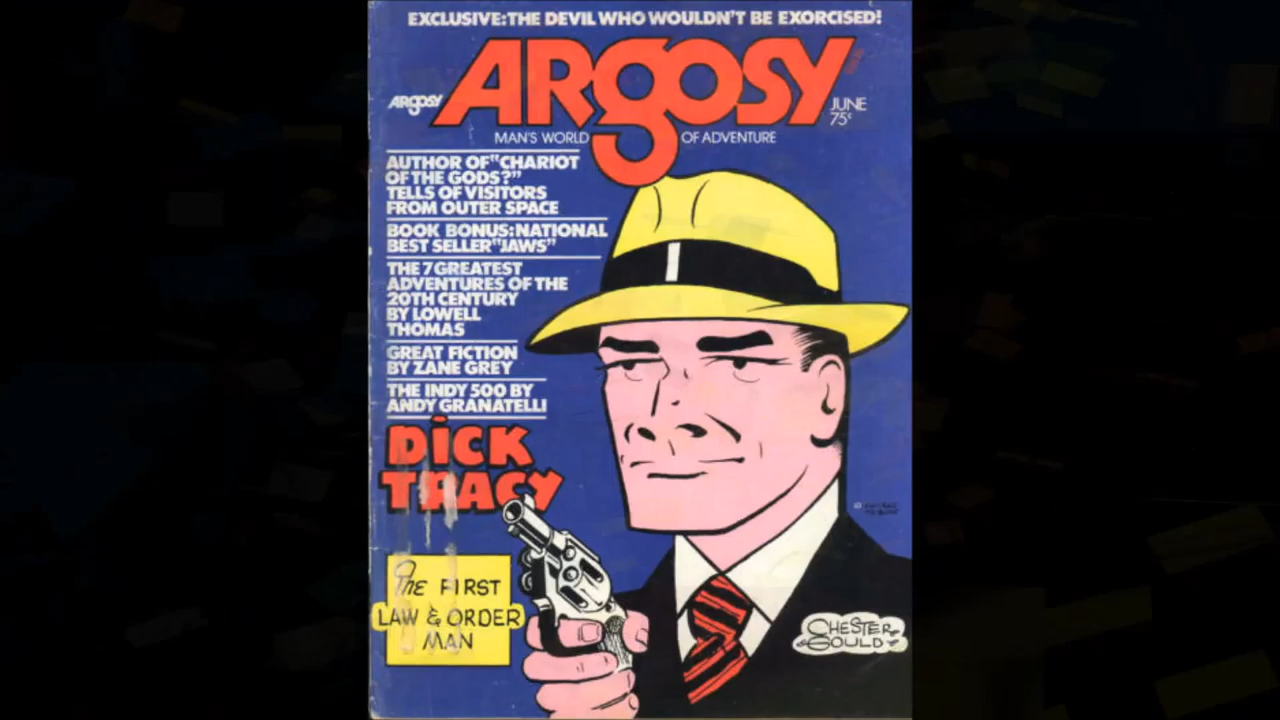 EXCLUSIVE: THE DEVIL WHO WOULDN'T BE EXORCISED!
ARGOSY
ARGOSY
JUNE
75¢
MAN'S WORLD OF ADVENTURE
AUTHOR OF "CHARIOT
OF THE GODS?"
TELLS OF VISITORS
FROM OUTER SPACE
BOOK BONUS: NATIONAL
BEST SELLER "JAWS"
THE 7 GREATEST
ADVENTURES OF THE
20TH CENTURY
BY LOWELL
THOMAS
GREAT FICTION
BY ZANE GREY
THE INDY 500 BY
ANDY GRANATELLI
DICK
TRACY
THE FIRST
LAW & ORDER
MAN
CHESTER
GOULD